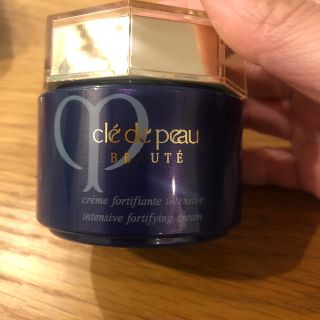 clé de peau
BEAUTÉ
crème fortifiante intensive
intensive fortifying cream